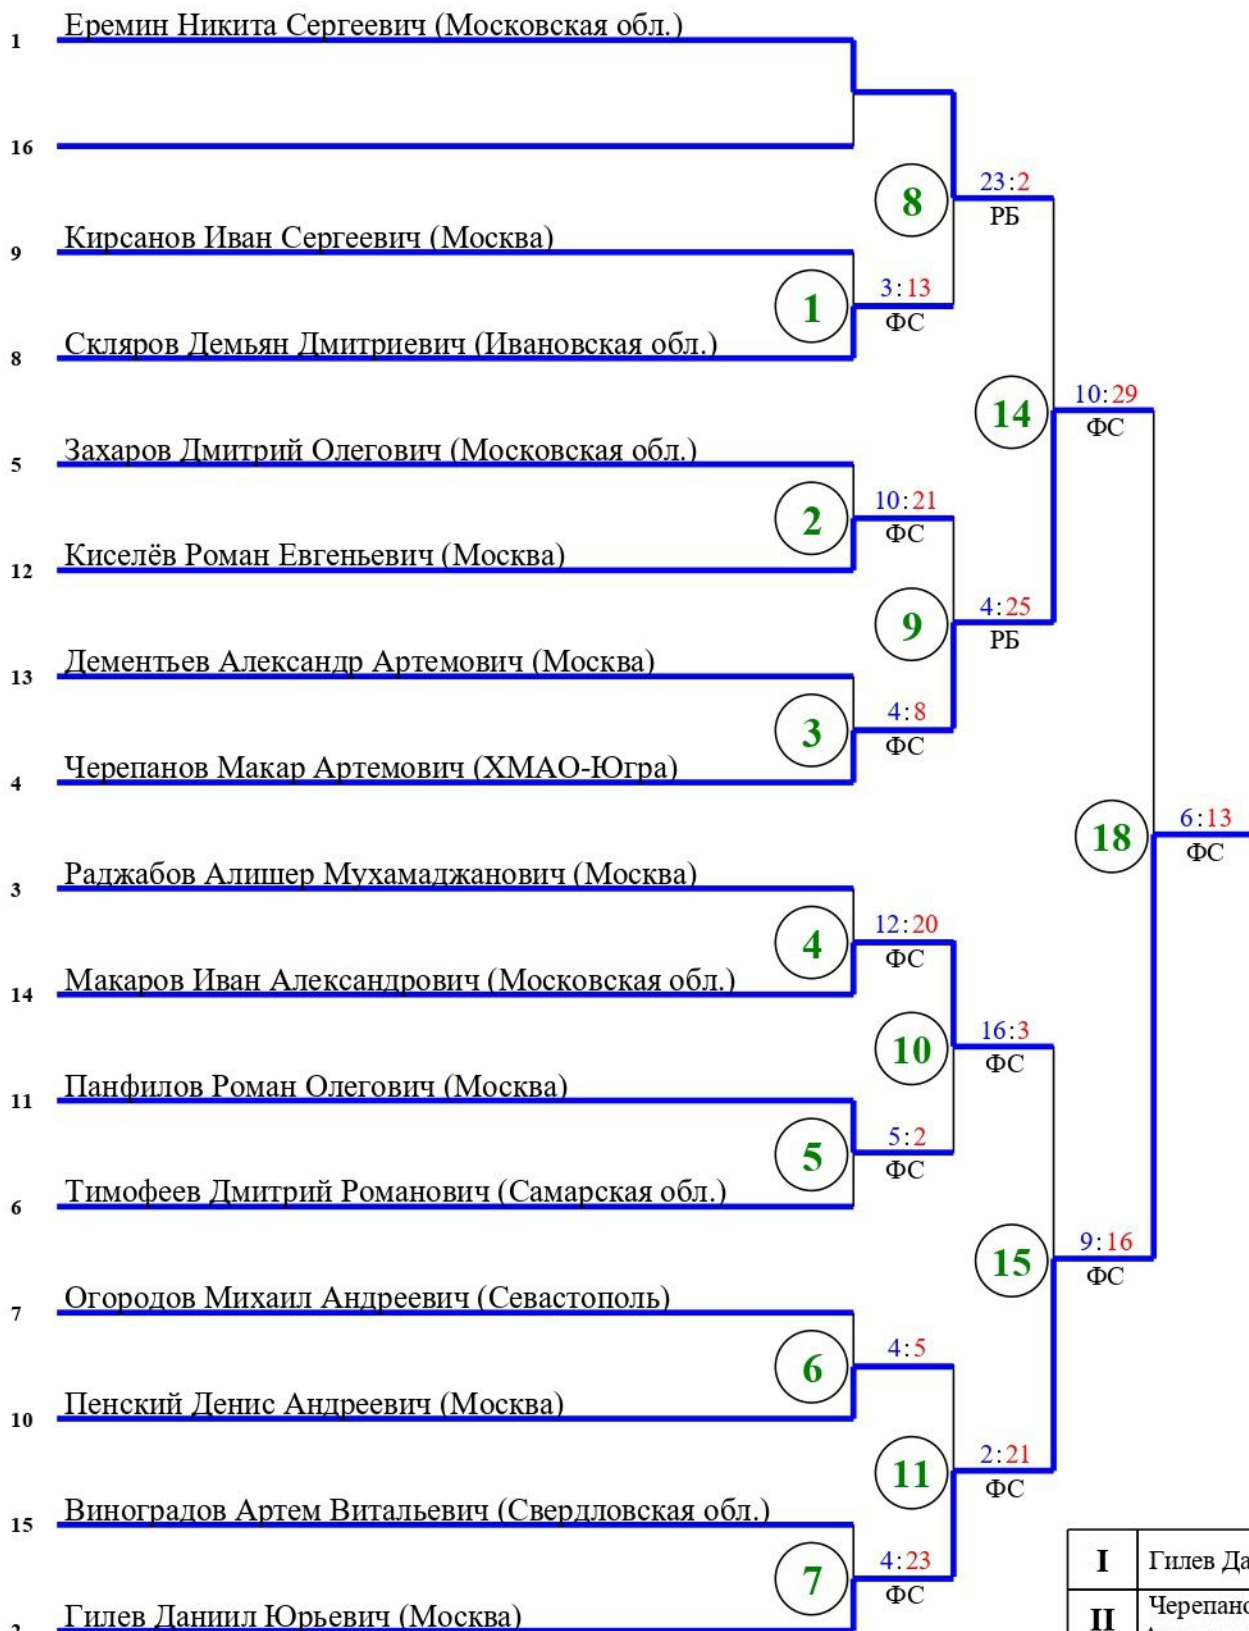 Еремин Никита Сергеевич (Московская обл.)
1
16
8
23:2
РБ
Кирсанов Иван Сергеевич (Москва)
9
1
3:13
ФС
Скляров Демьян Дмитриевич (Ивановская обл.)
8
14
10:29
ФС
Захаров Дмитрий Олегович (Московская обл.)
5
2
10:21
ФС
Киселёв Роман Евгеньевич (Москва)
12
9
4:25
РБ
Дементьев Александр Артемович (Москва)
13
3
4:8
ФС
Черепанов Макар Артемович (ХМАО-Югра)
4
18
6:13
ФС
Раджабов Алишер Мухамаджанович (Москва)
3
4
12:20
ФС
Макаров Иван Александрович (Московская обл.)
14
10
16:3
ФС
Панфилов Роман Олегович (Москва)
11
5
5:2
ФС
Тимофеев Дмитрий Романович (Самарская обл.)
6
15
9:16
ФС
Огородов Михаил Андреевич (Севастополь)
7
6
4:5
Пенский Денис Андреевич (Москва)
10
11
2:21
ФС
Виноградов Артем Витальевич (Свердловская обл.)
15
7
4:23
ФС
I Гилев Да
Гилев Даниил Юрьевич (Москва)
II Черепано